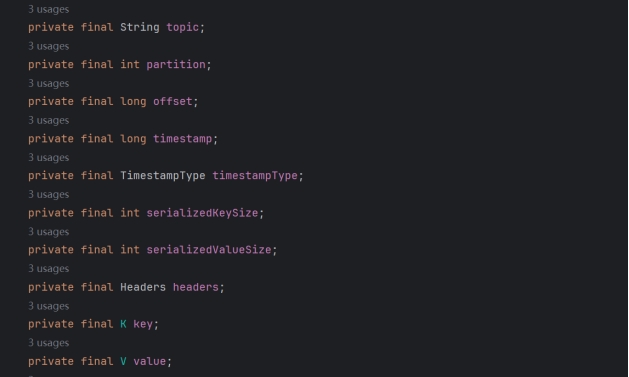 3 usages
private final String topic;
3 usages
private final int partition;
3 usages
private final long offset;
3 usages
private final long timestamp;
3 usages
private final TimestampType timestampType;
3 usages
private final int serializedKeySize;
3 usages
private final int serializedValueSize;
3 usages
private final Headers headers;
3 usages
private final K key;
3 usages
private final V value;